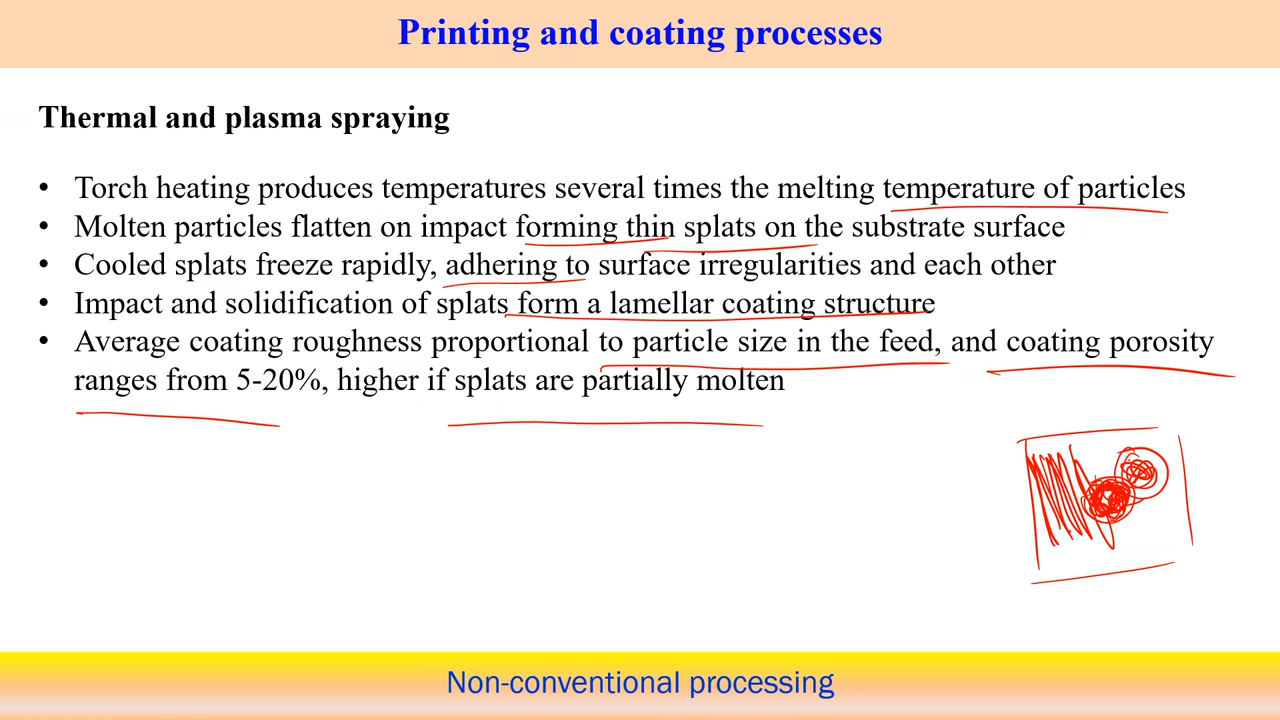 Printing and coating processes
Thermal and plasma spraying
• Torch heating produces temperatures several times the melting temperature of particles
• Molten particles flatten on impact forming thin splats on the substrate surface
• Cooled splats freeze rapidly, adhering to surface irregularities and each other
• Impact and solidification of splats form a lamellar coating structure
• Average coating roughness proportional to particle size in the feed, and coating porosity
ranges from 5-20%, higher if splats are partially molten
Non-conventional processing